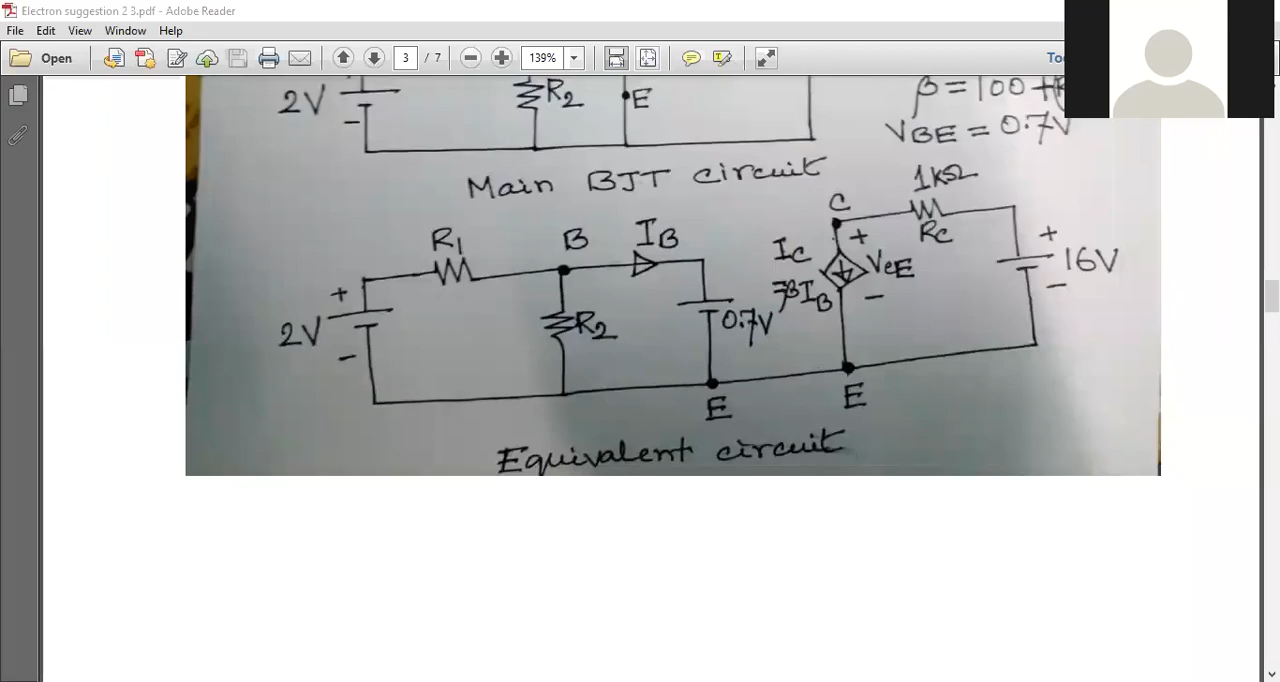 Electron suggestion 2 3.pdf - Adobe Reader
File Edit View Window Help
Open 3 / 7 139%
2V
-
R2
E
β = 100
VBE = 0.7V
Main BJT circuit
1kΩ
R1
B
IB
C
RC
+
2V
-
R2
0.7V
IC
=βIB
+
VCE
-
+
16V
-
E
E
Equivalent circuit